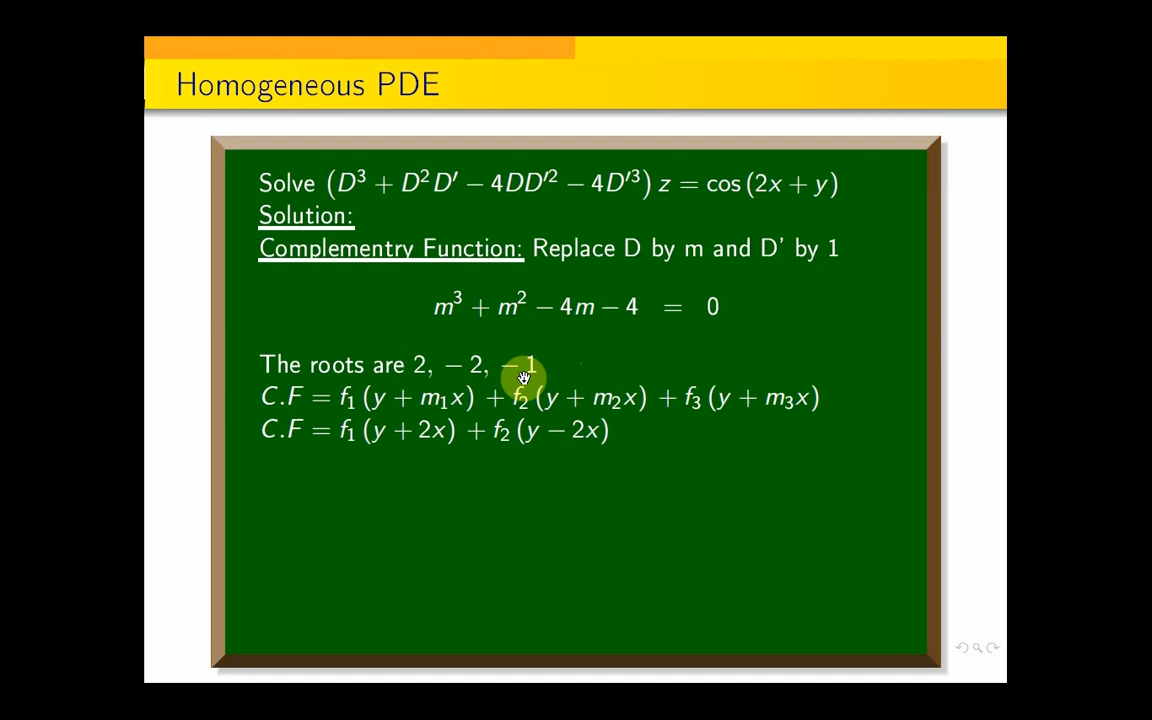 Homogeneous PDE
Solve (D³ + D²D′ − 4DD′² − 4D′³) z = cos (2x + y)
Solution:
Complementry Function: Replace D by m and D' by 1
m³ + m² − 4m − 4 = 0
The roots are 2, − 2, − 1
C.F = f₁ (y + m₁x) + f₂ (y + m₂x) + f₃ (y + m₃x)
C.F = f₁ (y + 2x) + f₂ (y − 2x)